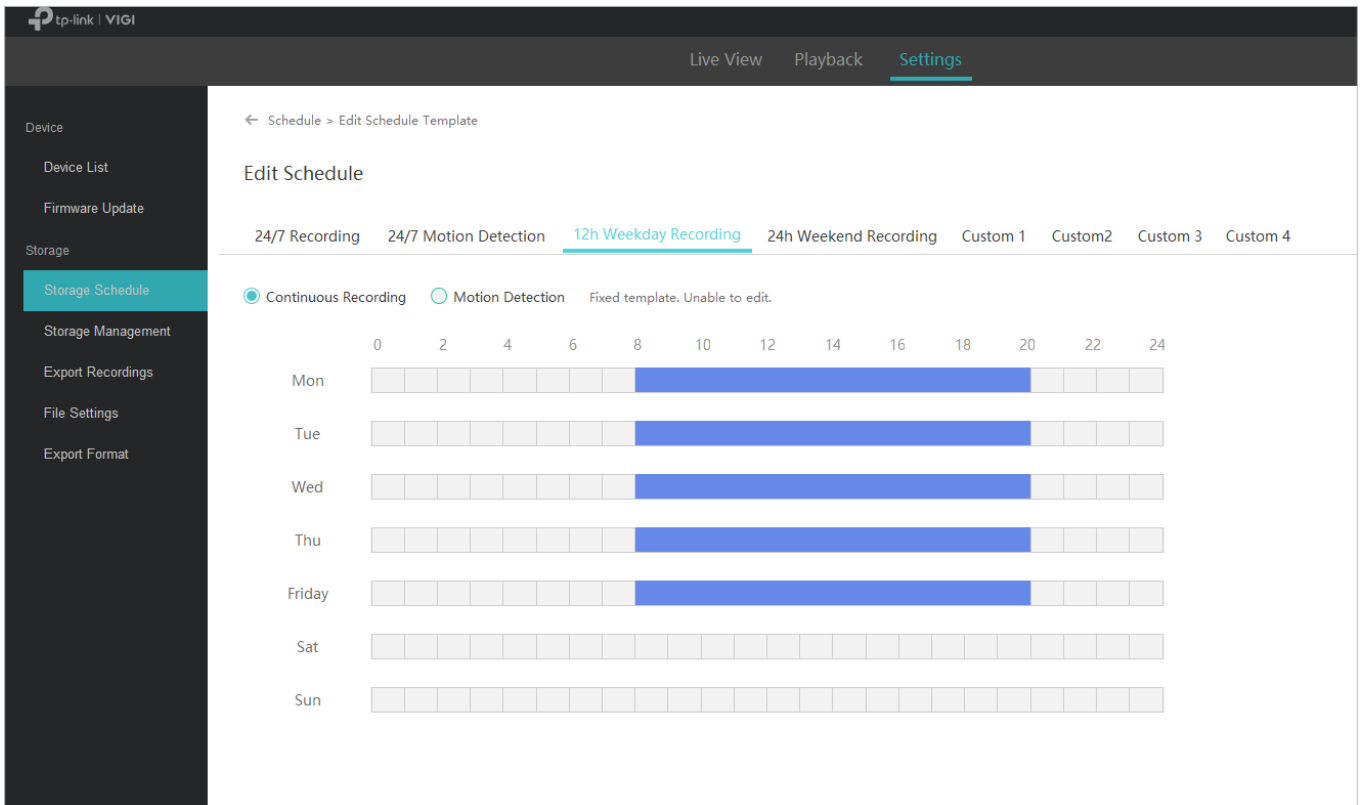 tp-link | VIGI
Live View Playback Settings
Device
Device List
Firmware Update
Storage
Storage Schedule
Storage Management
Export Recordings
File Settings
Export Format
← Schedule > Edit Schedule Template
Edit Schedule
24/7 Recording 24/7 Motion Detection 12h Weekday Recording 24h Weekend Recording Custom 1 Custom2 Custom 3 Custom 4
Continuous Recording Motion Detection Fixed template. Unable to edit.
0 2 4 6 8 10 12 14 16 18 20 22 24
Mon
Tue
Wed
Thu
Friday
Sat
Sun